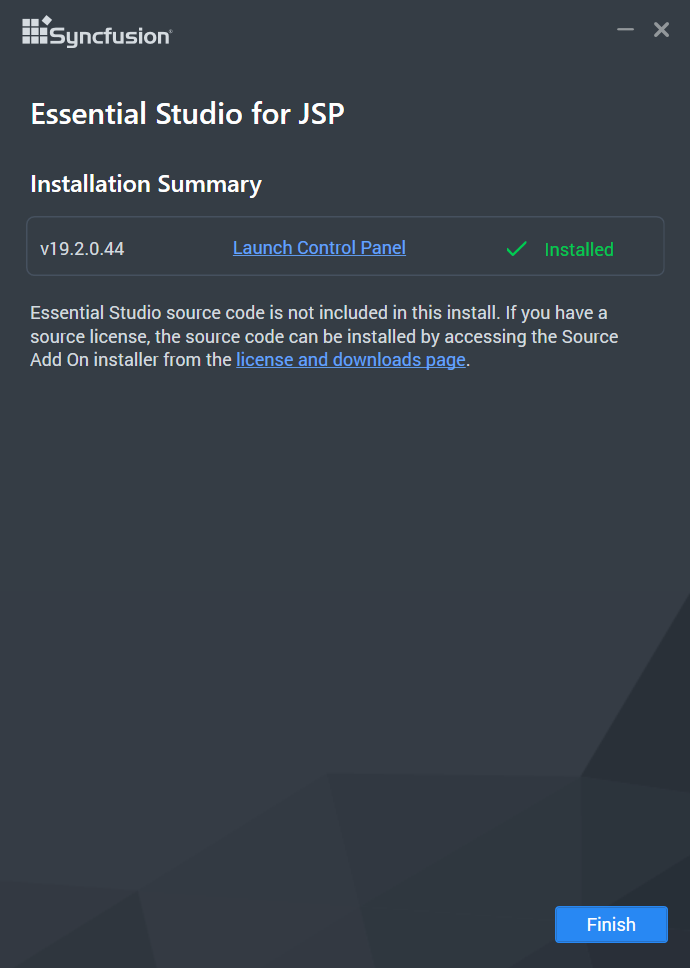 Syncfusion®
Essential Studio for JSP
Installation Summary
v19.2.0.44 Launch Control Panel Installed
Essential Studio source code is not included in this install. If you have a
source license, the source code can be installed by accessing the Source
Add On installer from the license and downloads page.
Finish